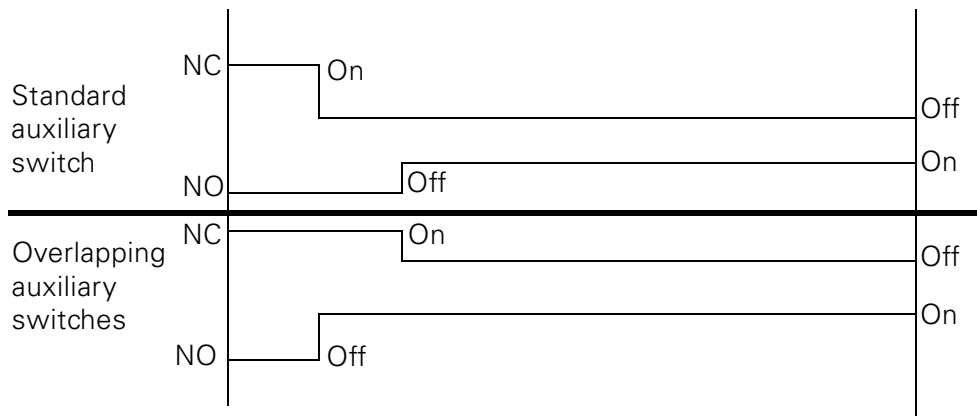 NC
On
Standard
auxiliary
switch
Off
On
NO
Off
NC
On
Overlapping
auxiliary
switches
Off
On
NO
Off